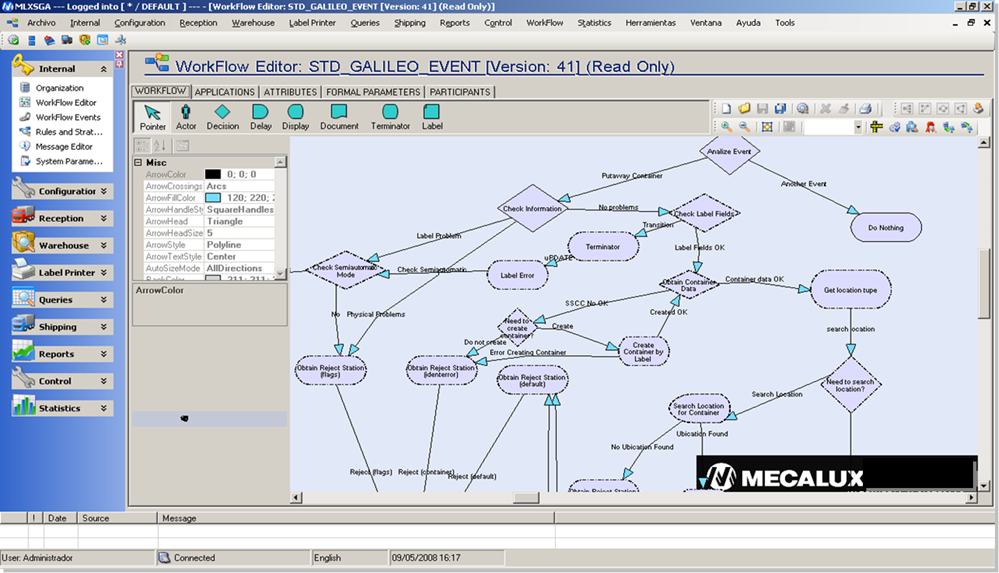 MLXSGA --- Logged into [ * / DEFAULT ] --- - [WorkFlow Editor: STD_GALILEO_EVENT [Version: 41] (Read Only)]
Archivo Internal Configuration Reception Warehouse Label Printer Queries Shipping Reports Control WorkFlow Statistics Herramientas Ventana Ayuda Tools
Internal
Organization
WorkFlow Editor
Workflow Events
Rules and Strat...
Message Editor
System Parame...
Configuration
Reception
Warehouse
Label Printer
Queries
Shipping
Reports
Control
Statistics
WorkFlow Editor: STD_GALILEO_EVENT [Version: 41] (Read Only)
WORKFLOW APPLICATIONS ATTRIBUTES FORMAL PARAMETERS PARTICIPANTS
Pointer Actor Decision Delay Display Document Terminator Label
Misc
ArrowColor 0; 0; 0
ArrowCrossings Arcs
ArrowFillColor 120; 220; 2
ArrowHandleSty SquareHandles
ArrowHead Triangle
ArrowHeadSize 5
ArrowStyle Polyline
ArrowTextStyle Center
AutoSizeMode AllDirections
BackColor 211; 211; 2
ArrowColor
Analize Event
Putavay Container
Another Event
Check Information
No problems
Check Label Fields
Do Nothing
Label Problem
Transition
Terminator
Label Fields OK
uPDATE
Check Semiautomatic
Mode
Check Semiautomatic
Label Error
Obtain Container
Data
Container data OK
Get location type
SSCC No OK
Created OK
No
Physical Problems
Need to
create
container?
Create
search location
Do not create
Create
Container by
Label
Error Creating Container
Obtain Reject Station
(flags)
Obtain Reject Station
(identerror)
Obtain Reject Station
(default)
Need to search
location?
Search Location
Search Location
for Container
No Ubication Found
Ubication Found
Reject (flags)
Reject (container)
Reject (default)
Obtain Reject Station
MECALUX
! Date Source Message
User: Administrador Connected English 09/05/2008 16:17